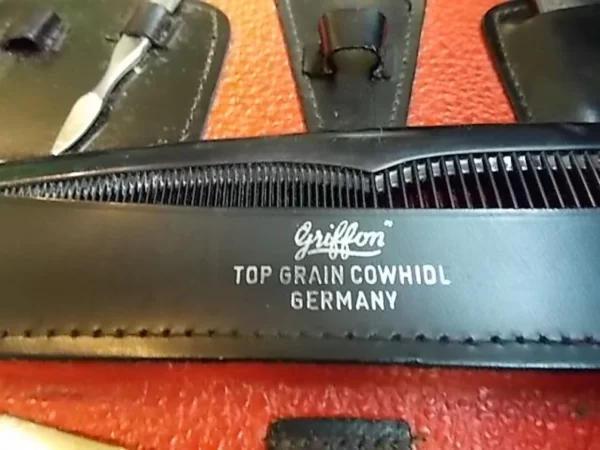 Griffon"
TOP GRAIN COWHIDL
GERMANY